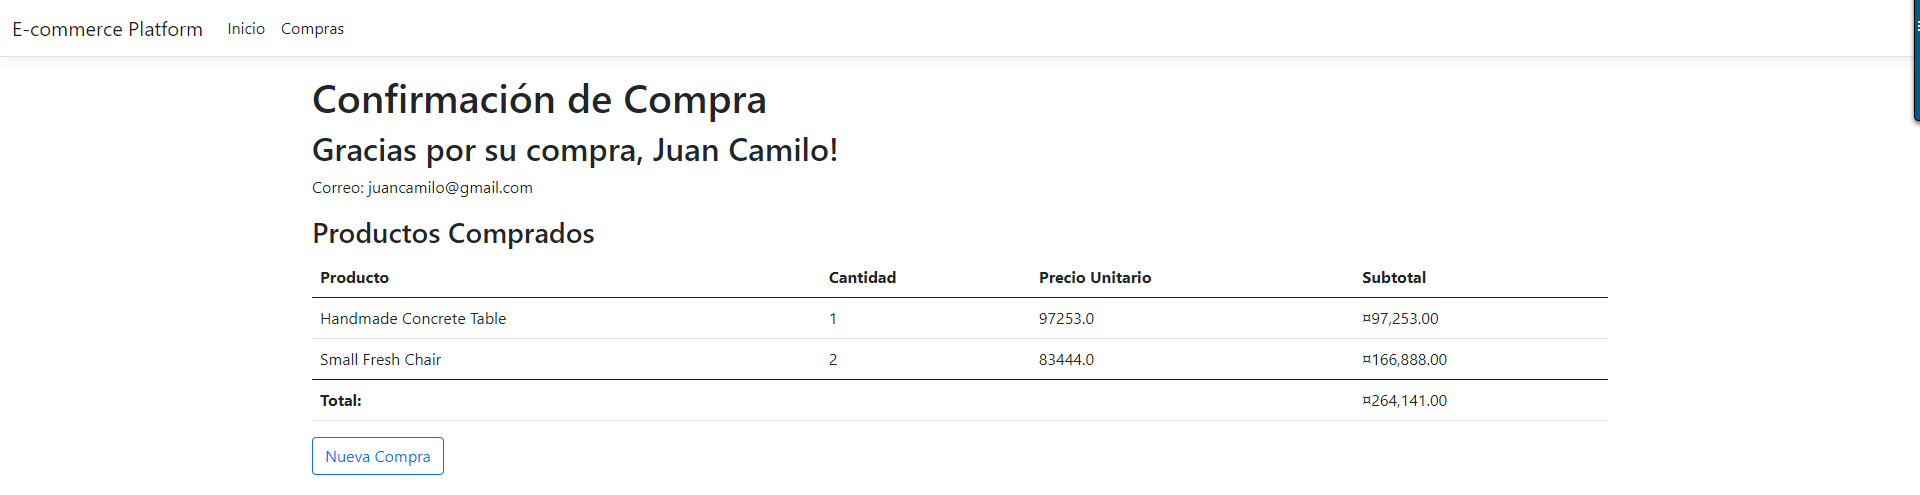 E-commerce Platform Inicio Compras
Confirmación de Compra
Gracias por su compra, Juan Camilo!
Correo: juancamilo@gmail.com
Productos Comprados
Producto Cantidad Precio Unitario Subtotal
Handmade Concrete Table 1 97253.0 ¤97,253.00
Small Fresh Chair 2 83444.0 ¤166,888.00
Total: ¤264,141.00
Nueva Compra